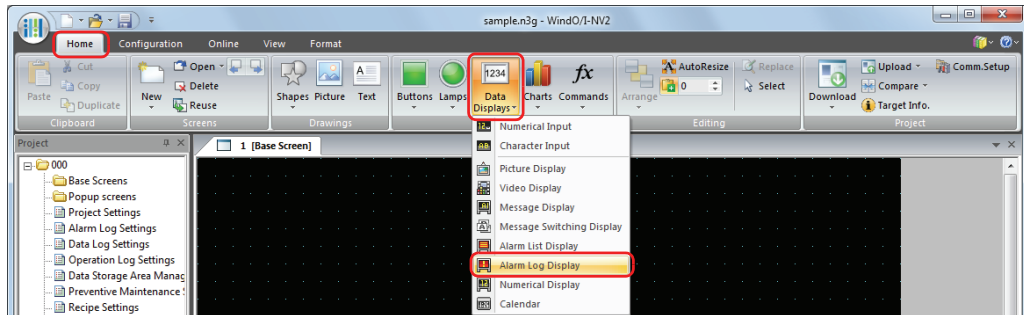 sample.n3g - WindO/I-NV2
Home Configuration Online View Format
Paste
Cut
Copy
Duplicate
Clipboard
New
Open
Delete
Reuse
Screens
Shapes Picture Text
Drawings
Buttons Lamps
1234
Data Displays
Charts
fx
Commands
Arrange
AutoResize
0
Replace
Select
Editing
Download
Upload
Compare
Target Info.
Comm.Setup
Project
Numerical Input
Character Input
Picture Display
Video Display
Message Display
Message Switching Display
Alarm List Display
Alarm Log Display
Numerical Display
Calendar
Project
1 [Base Screen]
000
Base Screens
Popup screens
Project Settings
Alarm Log Settings
Data Log Settings
Operation Log Settings
Data Storage Area Manag
Preventive Maintenance
Recipe Settings